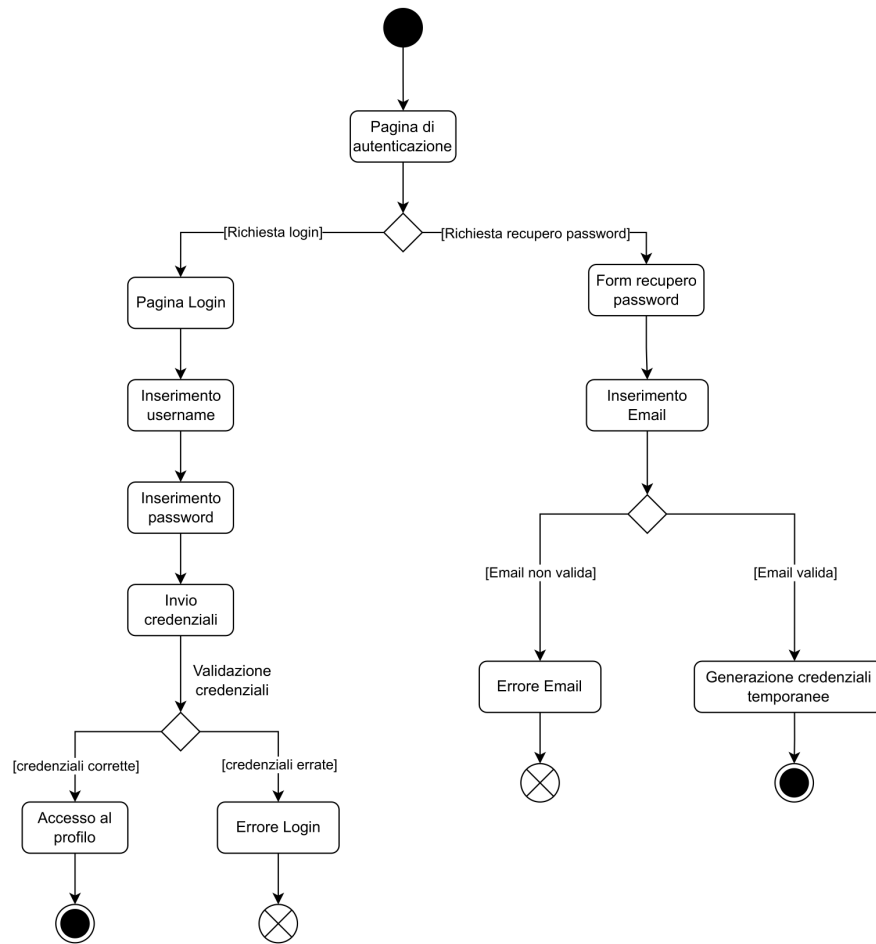 Pagina di
autenticazione
[Richiesta login]
[Richiesta recupero password]
Pagina Login
Form recupero
password
Inserimento
username
Inserimento
Email
Inserimento
password
[Email non valida]
[Email valida]
Invio
credenziali
Validazione
credenziali
Errore Email
Generazione credenziali
temporanee
[credenziali corrette]
[credenziali errate]
Accesso al
profilo
Errore Login